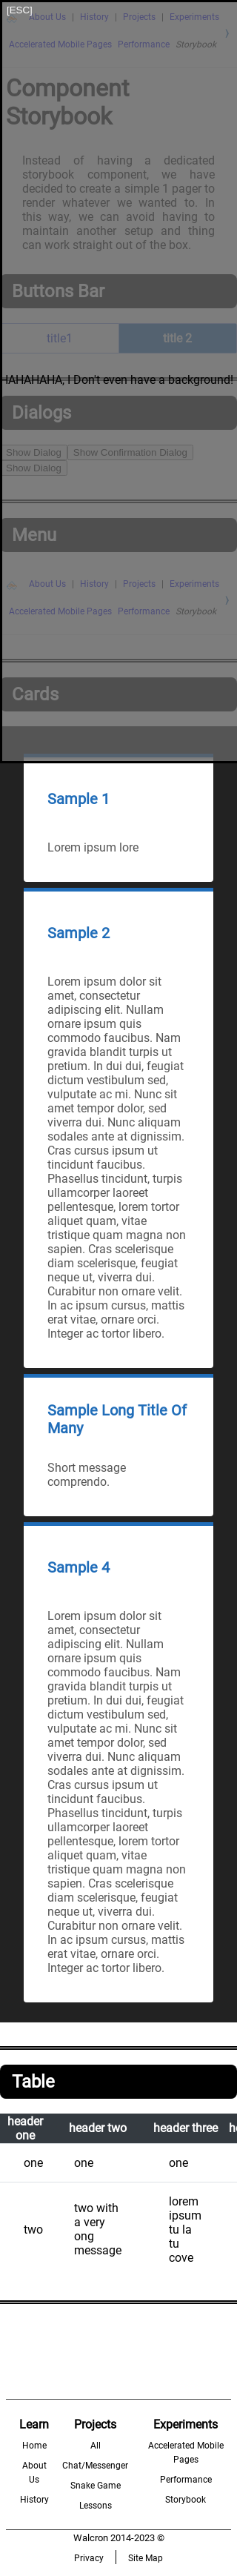 [ESC]
About Us | History | Projects | Experiments
Accelerated Mobile Pages Performance Storybook
Component
Storybook
Instead of having a dedicated
storybook component, we have
decided to create a simple 1 pager to
render whatever we wanted to. In
this way, we can avoid having to
maintain another setup and thing
can work straight out of the box.
Buttons Bar
title1 title 2
IAHAHAHA, I Don't even have a background!
Dialogs
Show Dialog Show Confirmation Dialog
Show Dialog
Menu
About Us | History | Projects | Experiments
Accelerated Mobile Pages Performance Storybook
Cards
Sample 1
Lorem ipsum lore
Sample 2
Lorem ipsum dolor sit
amet, consectetur
adipiscing elit. Nullam
ornare ipsum quis
commodo faucibus. Nam
gravida blandit turpis ut
pretium. In dui dui, feugiat
dictum vestibulum sed,
vulputate ac mi. Nunc sit
amet tempor dolor, sed
viverra dui. Nunc aliquam
sodales ante at dignissim.
Cras cursus ipsum ut
tincidunt faucibus.
Phasellus tincidunt, turpis
ullamcorper laoreet
pellentesque, lorem tortor
aliquet quam, vitae
tristique quam magna non
sapien. Cras scelerisque
diam scelerisque, feugiat
neque ut, viverra dui.
Curabitur non ornare velit.
In ac ipsum cursus, mattis
erat vitae, ornare orci.
Integer ac tortor libero.
Sample Long Title Of
Many
Short message
comprendo.
Sample 4
Lorem ipsum dolor sit
amet, consectetur
adipiscing elit. Nullam
ornare ipsum quis
commodo faucibus. Nam
gravida blandit turpis ut
pretium. In dui dui, feugiat
dictum vestibulum sed,
vulputate ac mi. Nunc sit
amet tempor dolor, sed
viverra dui. Nunc aliquam
sodales ante at dignissim.
Cras cursus ipsum ut
tincidunt faucibus.
Phasellus tincidunt, turpis
ullamcorper laoreet
pellentesque, lorem tortor
aliquet quam, vitae
tristique quam magna non
sapien. Cras scelerisque
diam scelerisque, feugiat
neque ut, viverra dui.
Curabitur non ornare velit.
In ac ipsum cursus, mattis
erat vitae, ornare orci.
Integer ac tortor libero.
Table
header
one header two header three he
one one one
two
two with
a very
ong
message
lorem
ipsum
tu la
tu
cove
Learn
Home
About
Us
History
Projects
All
Chat/Messenger
Snake Game
Lessons
Experiments
Accelerated Mobile
Pages
Performance
Storybook
Walcron 2014-2023 ©
Privacy | Site Map